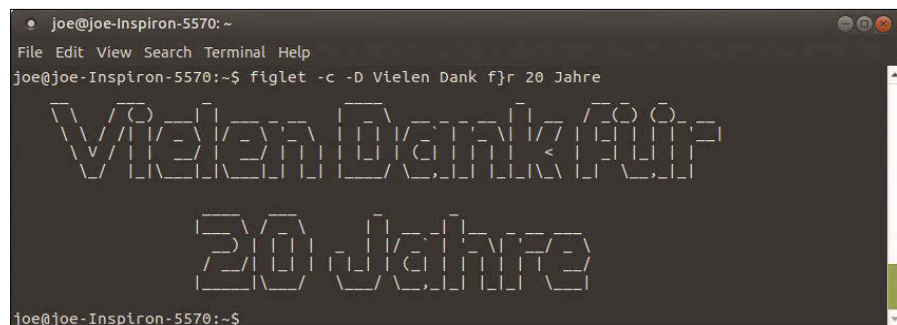 joe@joe-Inspiron-5570: ~
File Edit View Search Terminal Help
joe@joe-Inspiron-5570:~$ figlet -c -D Vielen Dank f}r 20 Jahre
Vielen Dank für
20 Jahre
joe@joe-Inspiron-5570:~$